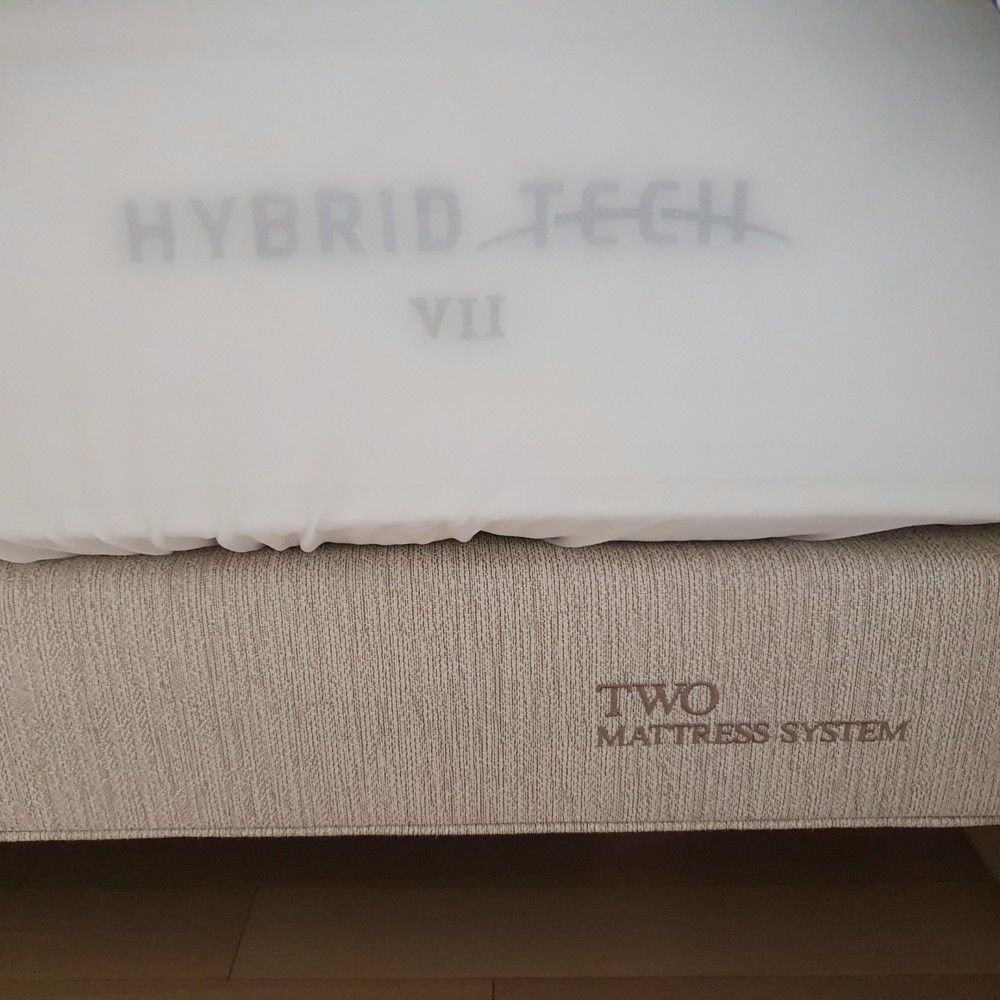 HYBRID TECH
VII
TWO
MATTRESS SYSTEM